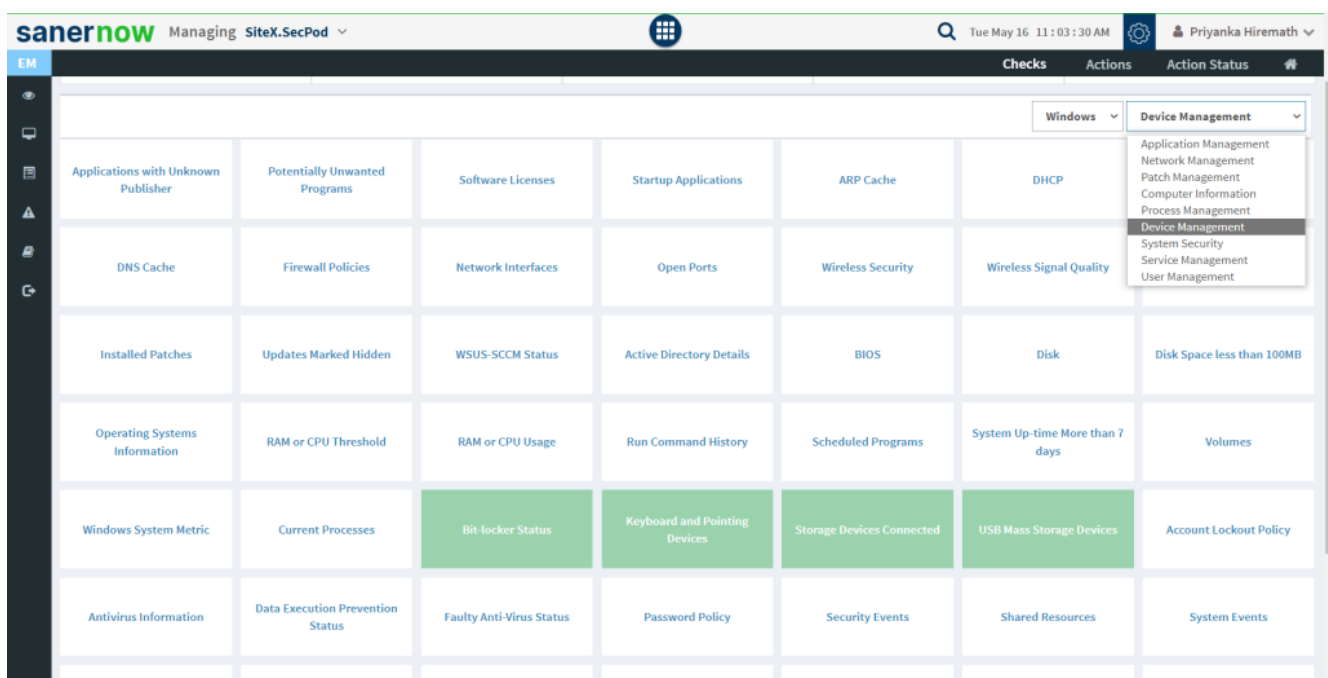 sanernow Managing SiteX.SecPod Tue May 16 11:03:30 AM Priyanka Hiremath
EM Checks Actions Action Status
Windows Device Management
Application Management
Network Management
Patch Management
Computer Information
Process Management
Device Management
System Security
Service Management
User Management
Applications with Unknown
Publisher
Potentially Unwanted
Programs
Software Licenses
Startup Applications
ARP Cache
DHCP
DNS Cache
Firewall Policies
Network Interfaces
Open Ports
Wireless Security
Wireless Signal Quality
Installed Patches
Updates Marked Hidden
WSUS-SCCM Status
Active Directory Details
BIOS
Disk
Disk Space less than 100MB
Operating Systems
Information
RAM or CPU Threshold
RAM or CPU Usage
Run Command History
Scheduled Programs
System Up-time More than 7
days
Volumes
Windows System Metric
Current Processes
Bit-locker Status
Keyboard and Pointing
Devices
Storage Devices Connected
USB Mass Storage Devices
Account Lockout Policy
Antivirus Information
Data Execution Prevention
Status
Faulty Anti-Virus Status
Password Policy
Security Events
Shared Resources
System Events